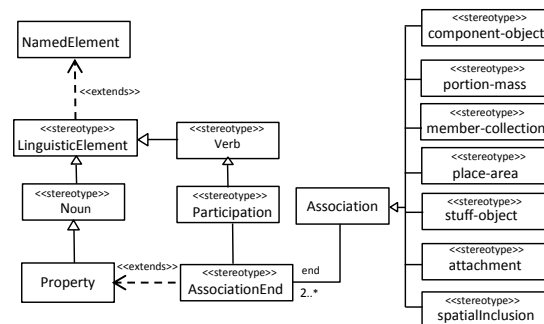 NamedElement
<<extends>>
<<stereotype>>
LinguisticElement
<<stereotype>>
Verb
<<stereotype>>
Noun
<<stereotype>>
Participation
Property
<<extends>>
<<stereotype>>
AssociationEnd
end
2..*
Association
<<stereotype>>
component-object
<<stereotype>>
portion-mass
<<stereotype>>
member-collection
<<stereotype>>
place-area
<<stereotype>>
stuff-object
<<stereotype>>
attachment
<<stereotype>>
spatialInclusion